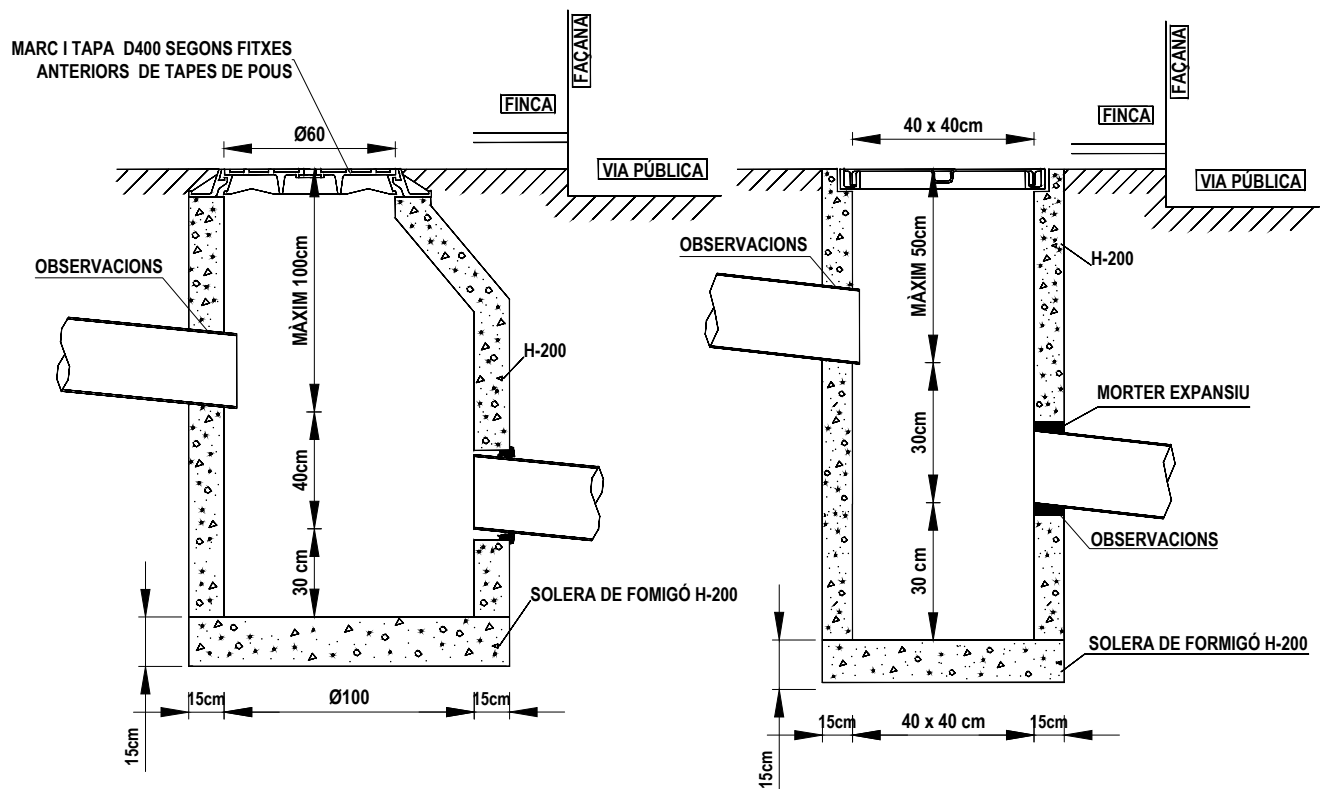 MARC I TAPA D400 SEGONS FITXES
ANTERIORS DE TAPES DE POUS
Ø60
FINCA
FAÇANA
VIA PÚBLICA
OBSERVACIONS
MÀXIM 100cm
H-200
40cm
30 cm
SOLERA DE FOMIGÓ H-200
15cm
Ø100
15cm
15cm
40 x 40cm
FINCA
FAÇANA
VIA PÚBLICA
OBSERVACIONS
MÀXIM 50cm
H-200
MORTER EXPANSIU
30cm
OBSERVACIONS
30 cm
SOLERA DE FORMIGÓ H-200
15cm
40 x 40 cm
15cm
15cm